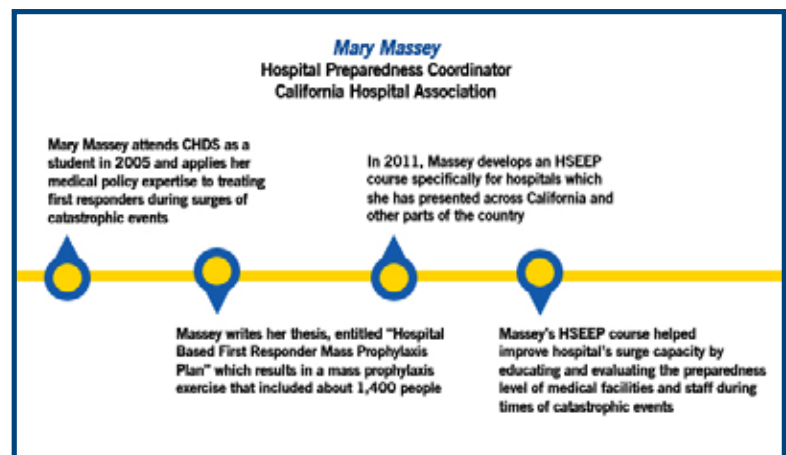 Mary Massey
Hospital Preparedness Coordinator
California Hospital Association
Mary Massey attends CHDS as a
student in 2005 and applies her
medical policy expertise to treating
first responders during surges of
catastrophic events
Massey writes her thesis, entitled "Hospital
Based First Responder Mass Prophylaxis
Plan" which results in a mass prophylaxis
exercise that included about 1,400 people
In 2011, Massey develops an HSEEP
course specifically for hospitals which
she has presented across California and
other parts of the country
Massey's HSEEP course helped
improve hospital's surge capacity by
educating and evaluating the preparedness
level of medical facilities and staff during
times of catastrophic events